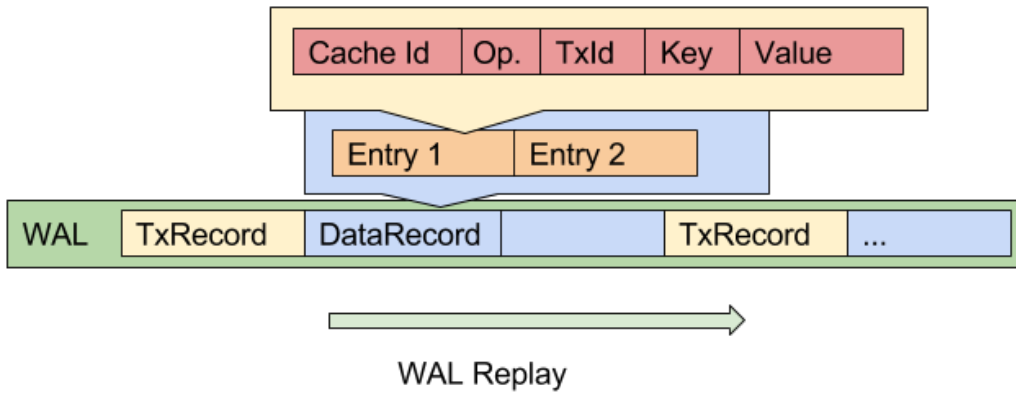 Cache Id Op. TxId Key Value
Entry 1 Entry 2
WAL TxRecord DataRecord TxRecord ...
WAL Replay